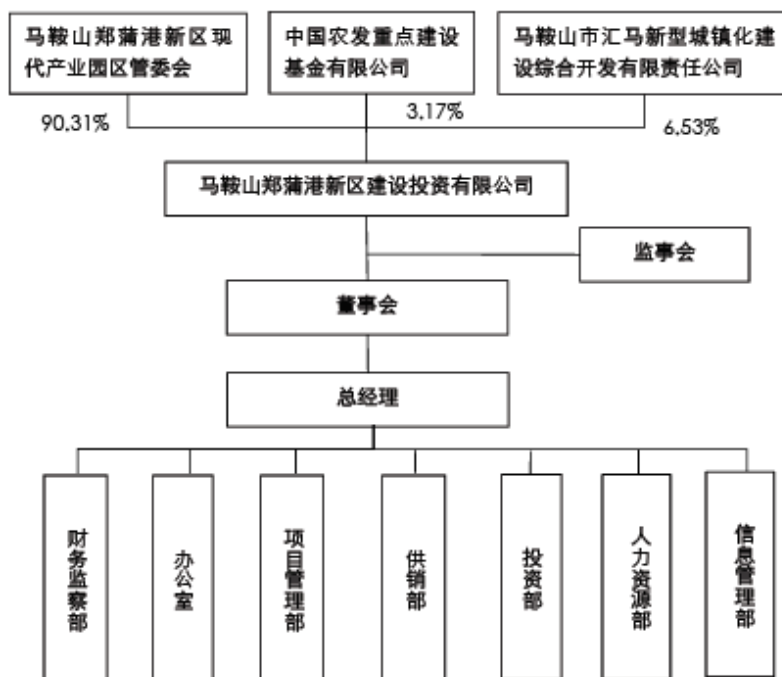 马鞍山郑蒲港新区现
代产业园区管委会
中国农发重点建设
基金有限公司
马鞍山市汇马新型城镇化建
设综合开发有限责任公司
90.31%
3.17%
6.53%
马鞍山郑蒲港新区建设投资有限公司
监事会
董事会
总经理
财务监察部
办公室
项目管理部
供销部
投资部
人力资源部
信息管理部